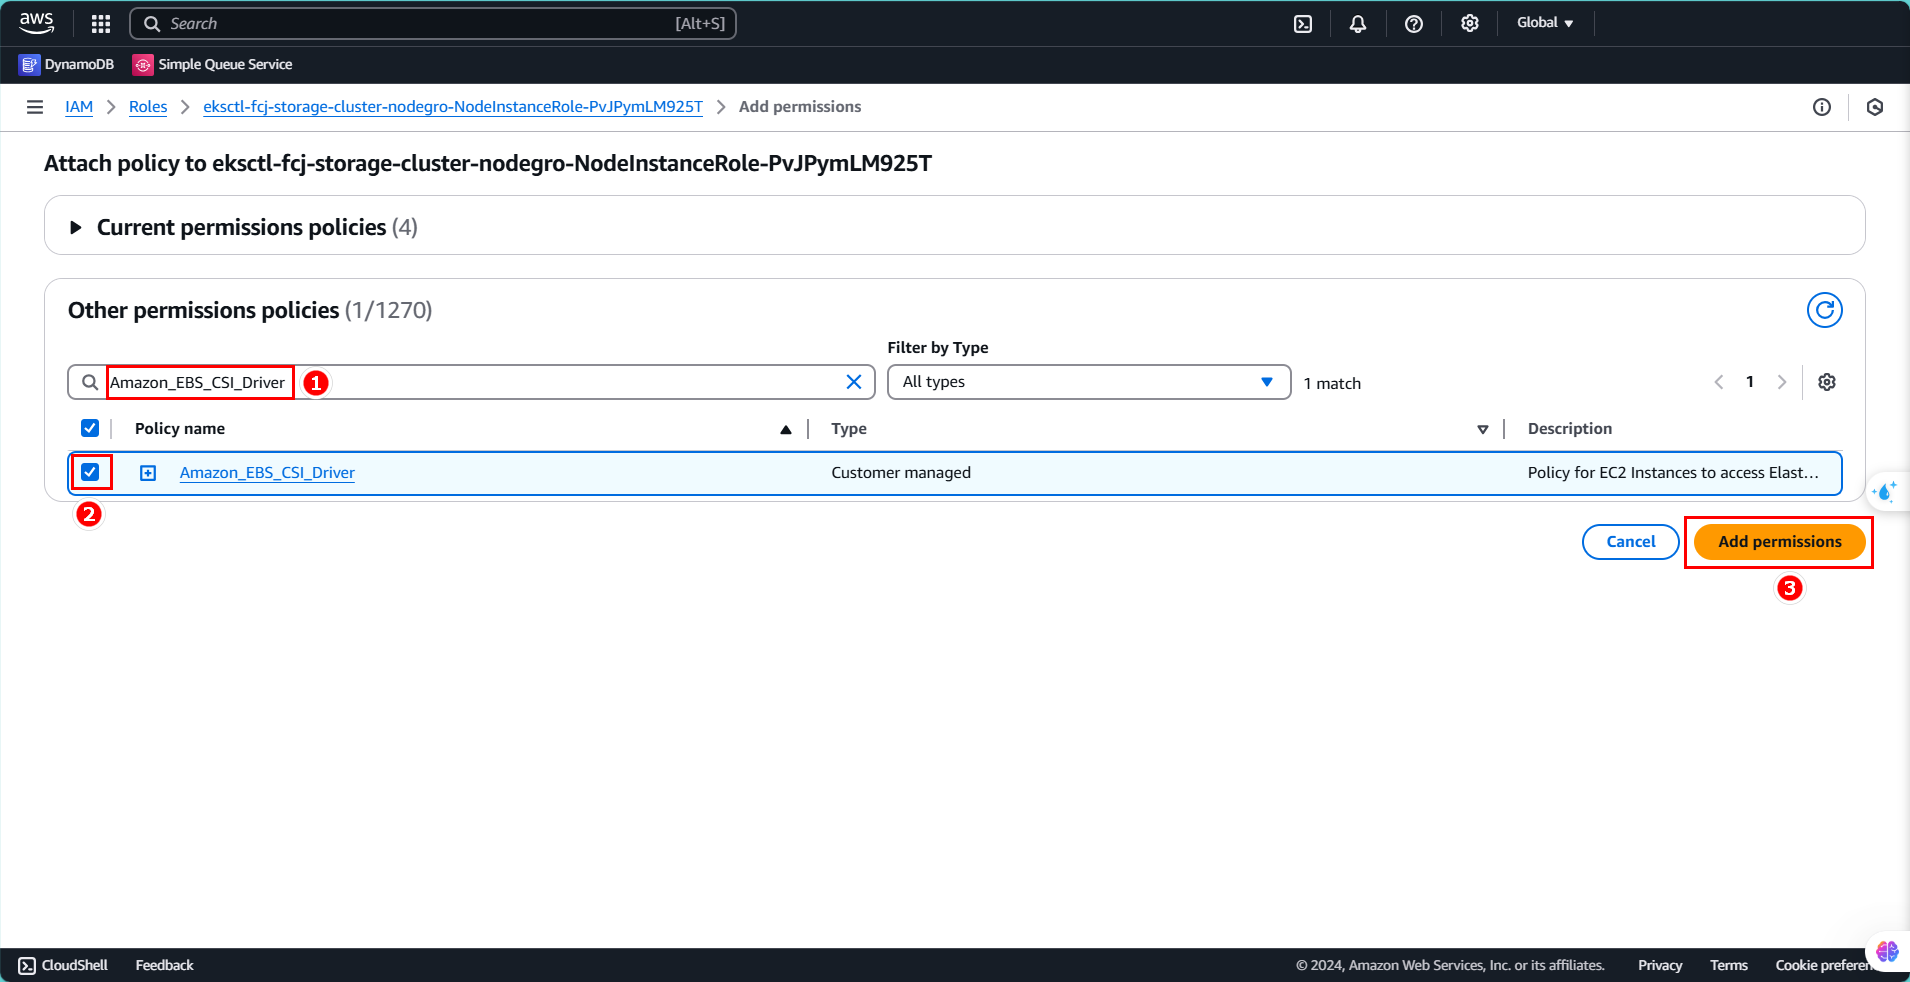 aws
Search [Alt+S]
Global
DynamoDB Simple Queue Service
IAM Roles eksctl-fcj-storage-cluster-nodegro-NodeInstanceRole-PvJPymLM925T Add permissions
Attach policy to eksctl-fcj-storage-cluster-nodegro-NodeInstanceRole-PvJPymLM925T
Current permissions policies (4)
Other permissions policies (1/1270)
Filter by Type
Amazon_EBS_CSI_Driver 1 All types 1 match 1
Policy name Type Description
Amazon_EBS_CSI_Driver Customer managed Policy for EC2 Instances to access Elast…
2
Cancel Add permissions
3
CloudShell Feedback © 2024, Amazon Web Services, Inc. or its affiliates. Privacy Terms Cookie preferen